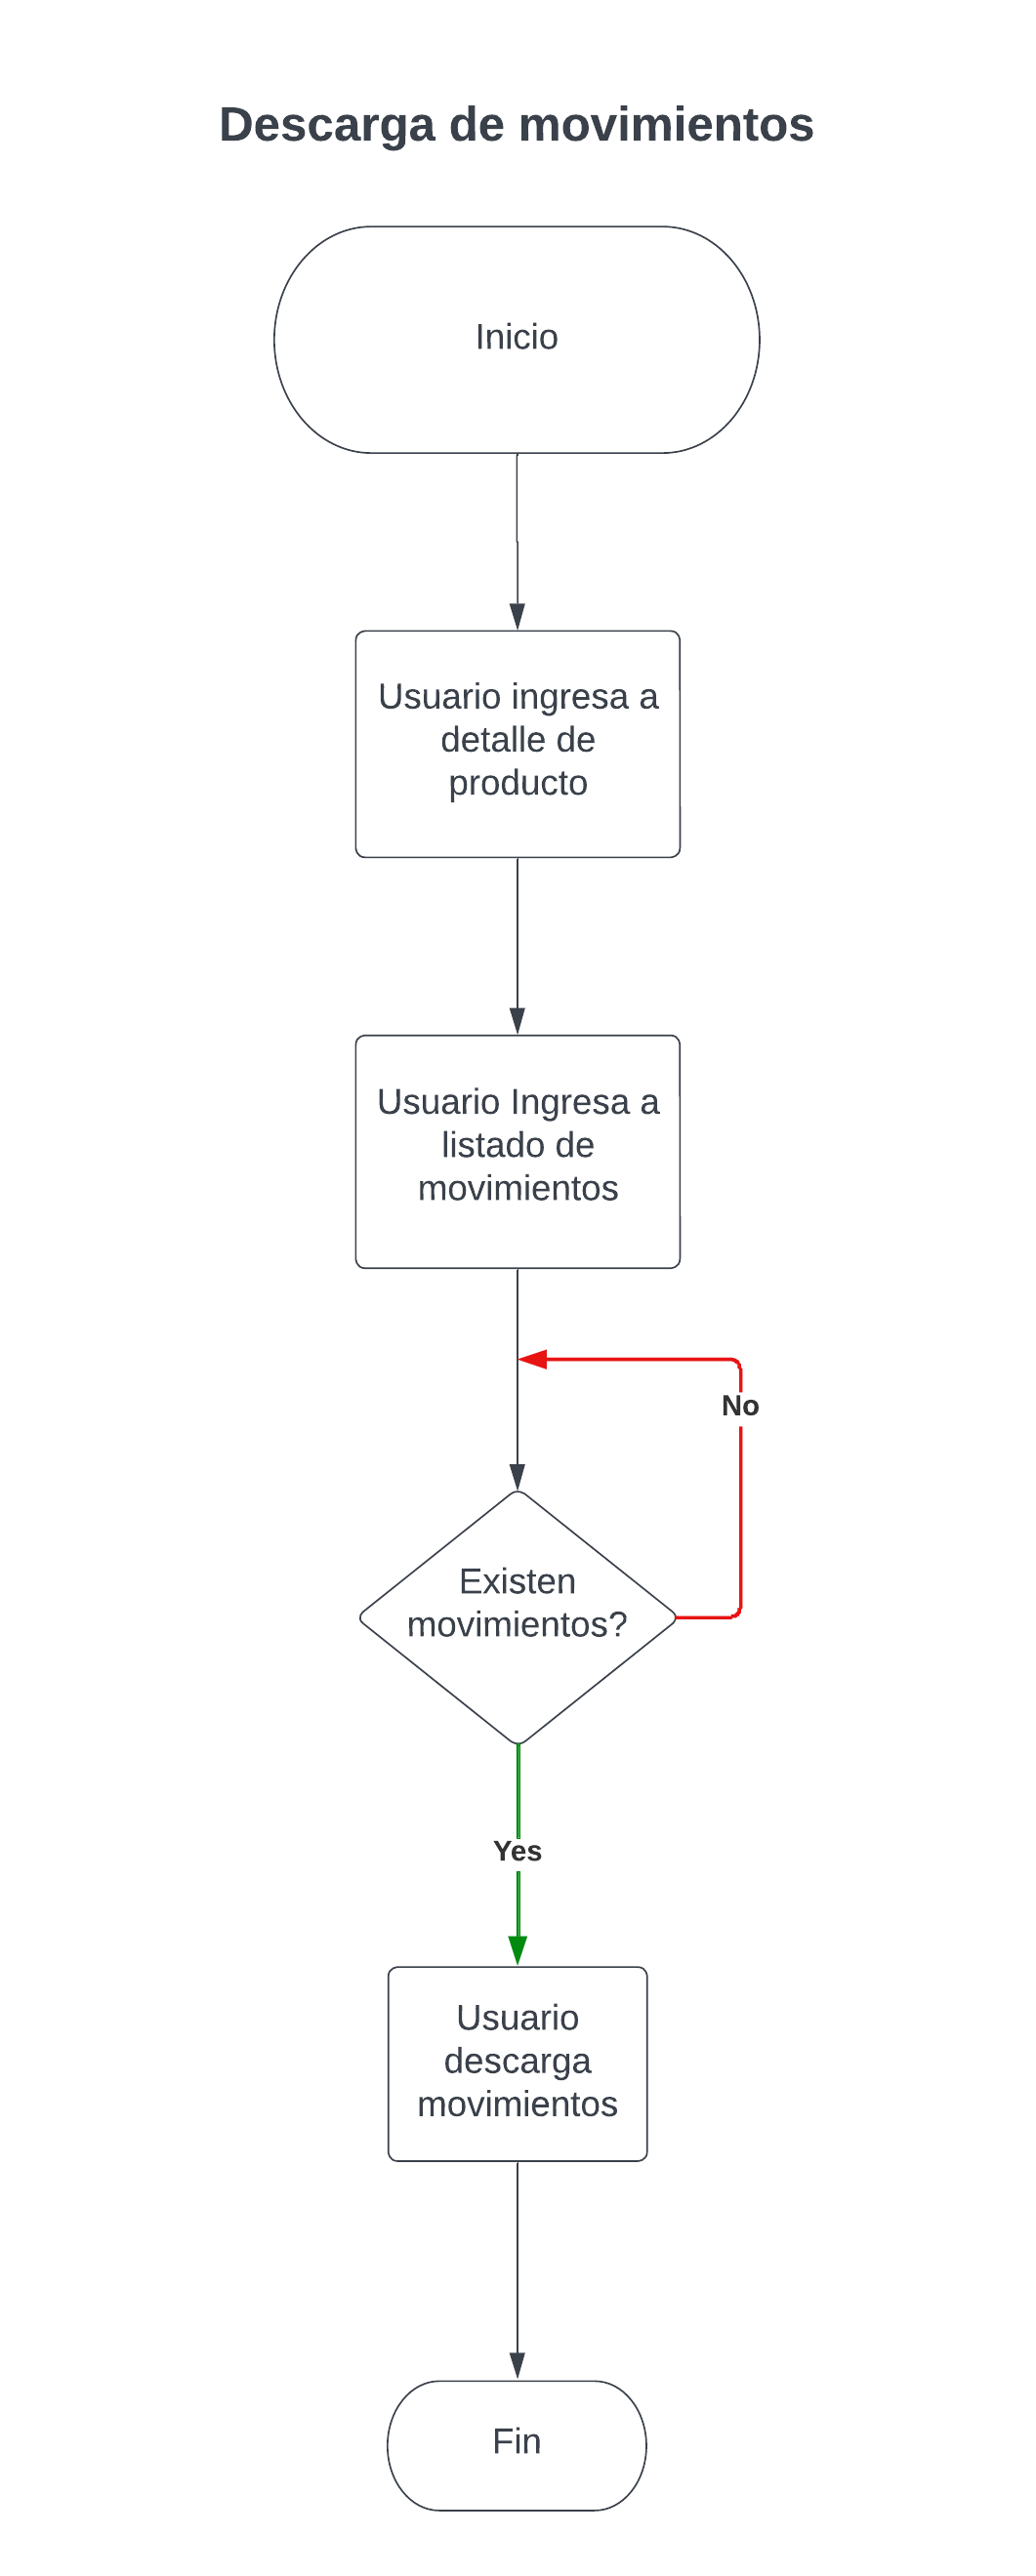 Descarga de movimientos
Inicio
Usuario ingresa a
detalle de
producto
Usuario Ingresa a
listado de
movimientos
No
Existen
movimientos?
Yes
Usuario
descarga
movimientos
Fin